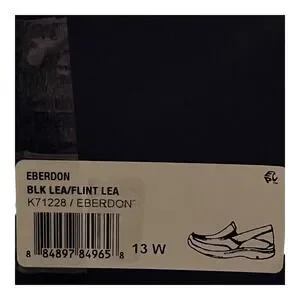 EBERDON
BLK LEA/FLINT LEA
K71228 / EBERDON
8 84897 84965 8
13 W